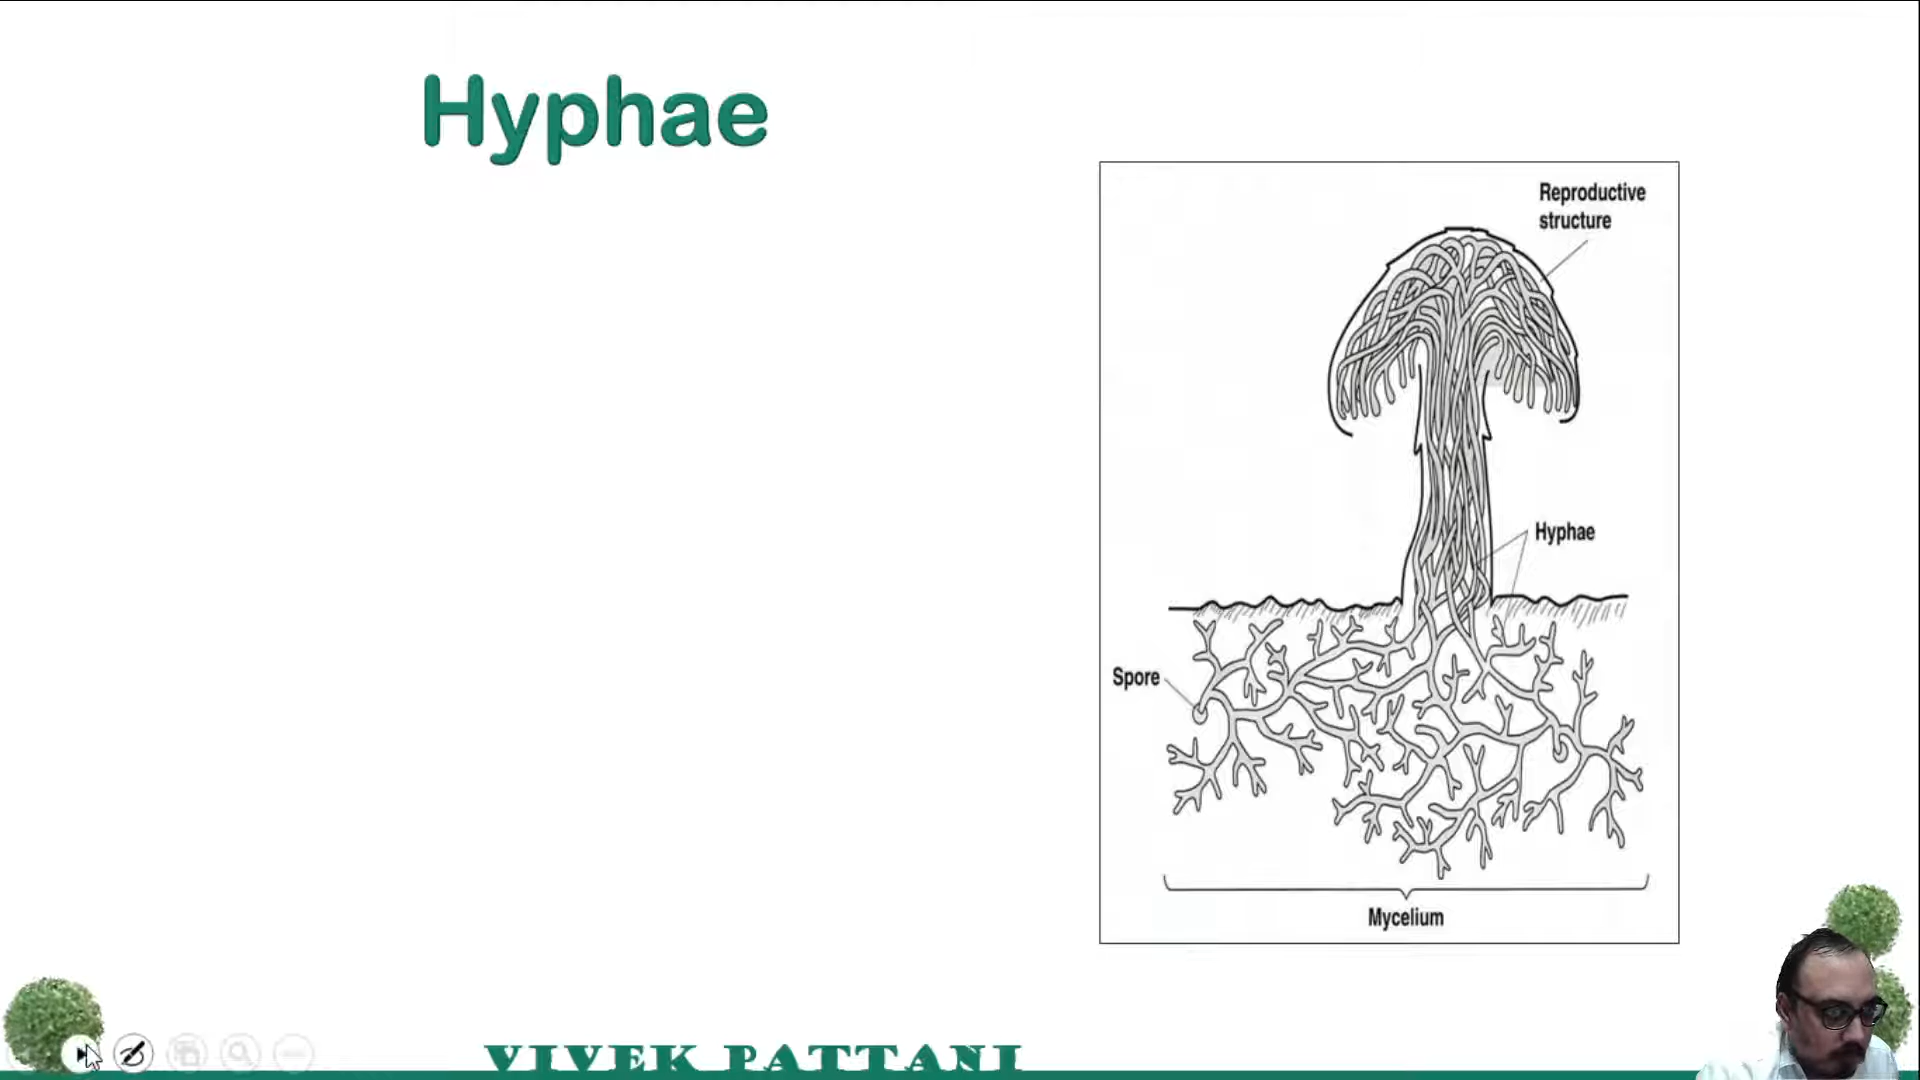 Hyphae
Reproductive
structure
Hyphae
Spore
Mycelium
VIVEK PATTANI